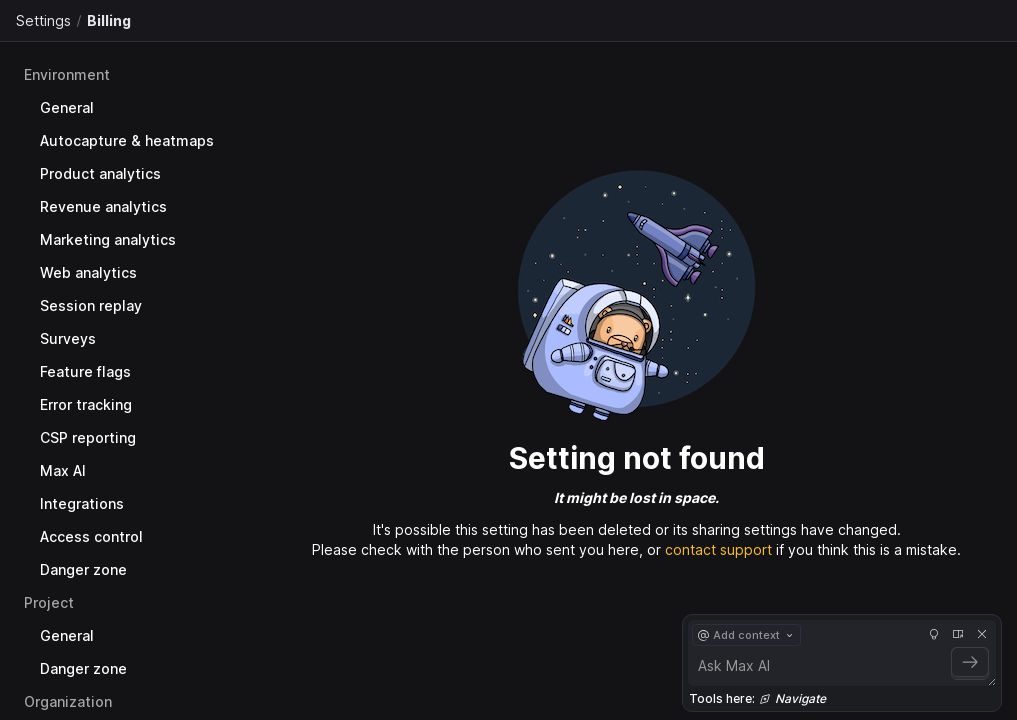 Settings / Billing
Environment
General
Autocapture & heatmaps
Product analytics
Revenue analytics
Marketing analytics
Web analytics
Session replay
Surveys
Feature flags
Error tracking
CSP reporting
Max AI
Integrations
Access control
Danger zone
Project
General
Danger zone
Organization
Setting not found
It might be lost in space.
It's possible this setting has been deleted or its sharing settings have changed.
Please check with the person who sent you here, or contact support if you think this is a mistake.
@ Add context
Ask Max AI
Tools here: Navigate